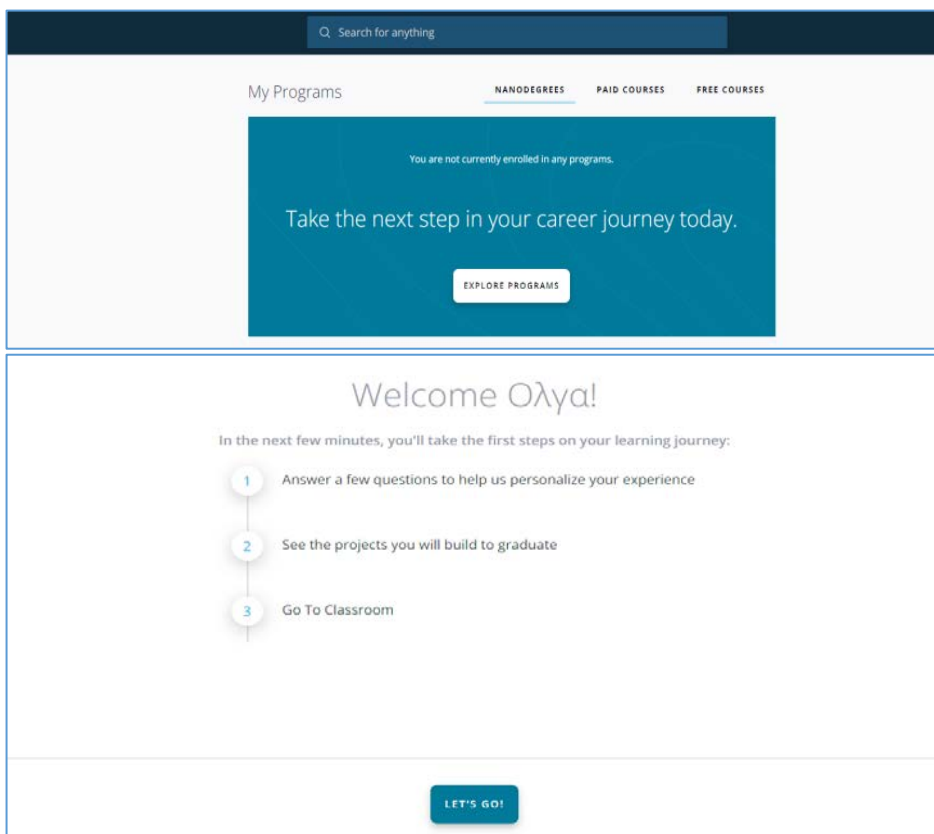 Search for anything
My Programs
NANODEGREES PAID COURSES FREE COURSES
You are not currently enrolled in any programs.
Take the next step in your career journey today.
EXPLORE PROGRAMS
Welcome Ολγα!
In the next few minutes, you'll take the first steps on your learning journey:
1 Answer a few questions to help us personalize your experience
2 See the projects you will build to graduate
3 Go To Classroom
LET'S GO!